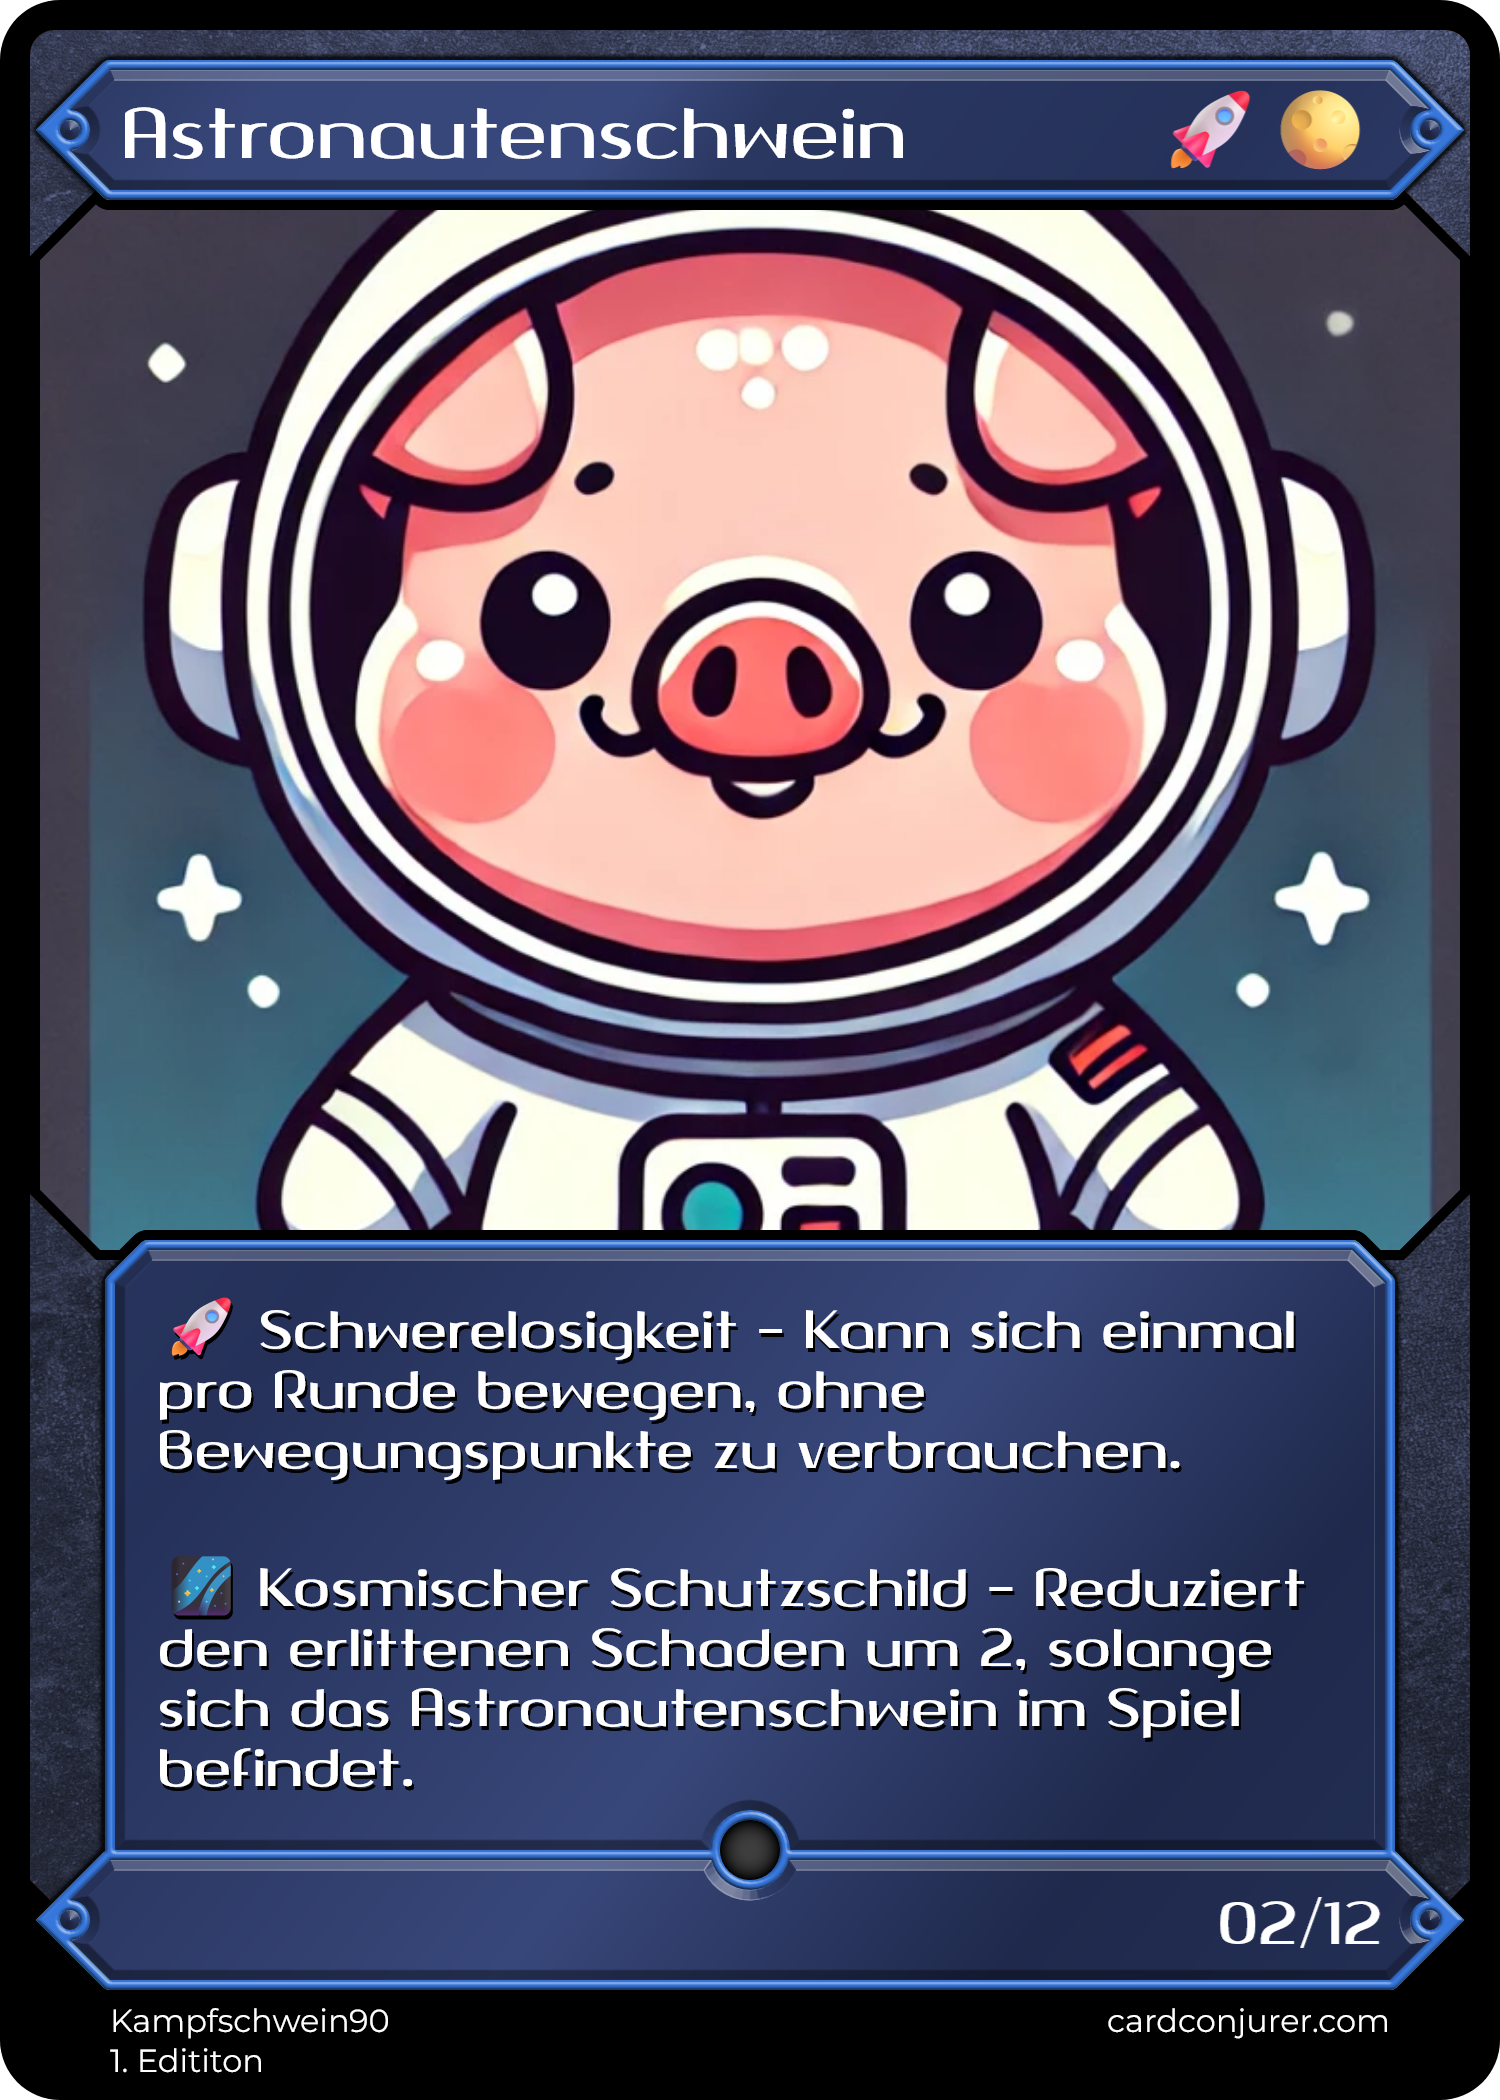 Astronautenschwein
Schwerelosigkeit - Kann sich einmal
pro Runde bewegen, ohne
Bewegungspunkte zu verbrauchen.
Kosmischer Schutzschild - Reduziert
den erlittenen Schaden um 2, solange
sich das Astronautenschwein im Spiel
befindet.
02/12
Kampfschwein90
cardconjurer.com
1. Edititon